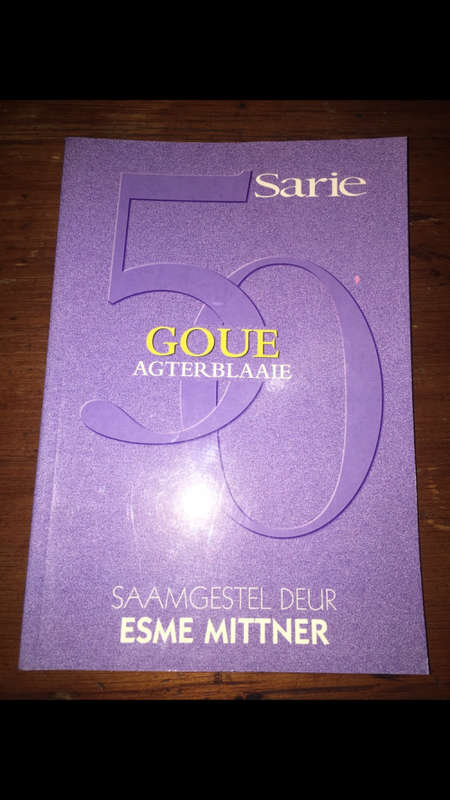 Sarie
50
GOUE
AGTERBLAAIE
SAAMGESTEL DEUR
ESME MITTNER